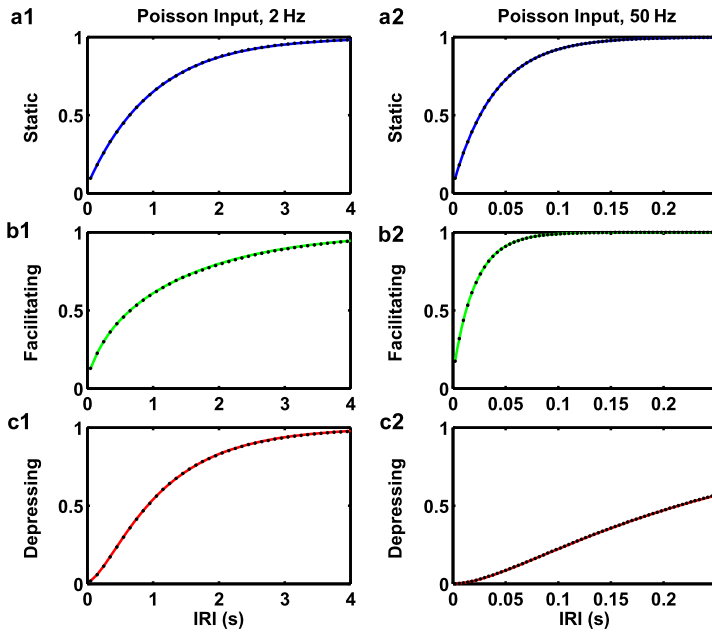 a1 Poisson Input, 2 Hz
Static
1
0.5
0
0 1 2 3 4
a2 Poisson Input, 50 Hz
Static
1
0.5
0
0 0.05 0.1 0.15 0.2
b1
Facilitating
1
0.5
0
0 1 2 3 4
b2
Facilitating
1
0.5
0
0 0.05 0.1 0.15 0.2
c1
Depressing
1
0.5
0
0 1 2 3 4
IRI (s)
c2
Depressing
1
0.5
0
0 0.05 0.1 0.15 0.2
IRI (s)